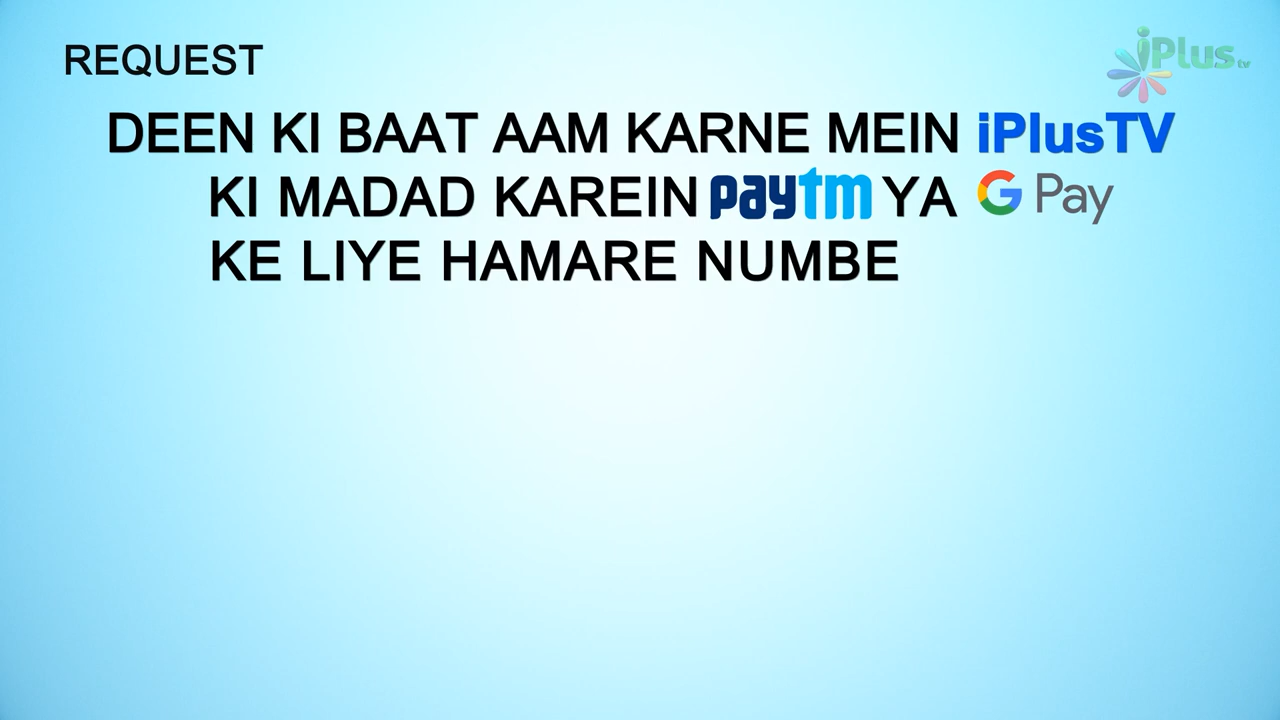 REQUEST
iPlus tv
DEEN KI BAAT AAM KARNE MEIN iPlusTV
KI MADAD KAREIN paytm YA G Pay
KE LIYE HAMARE NUMBE